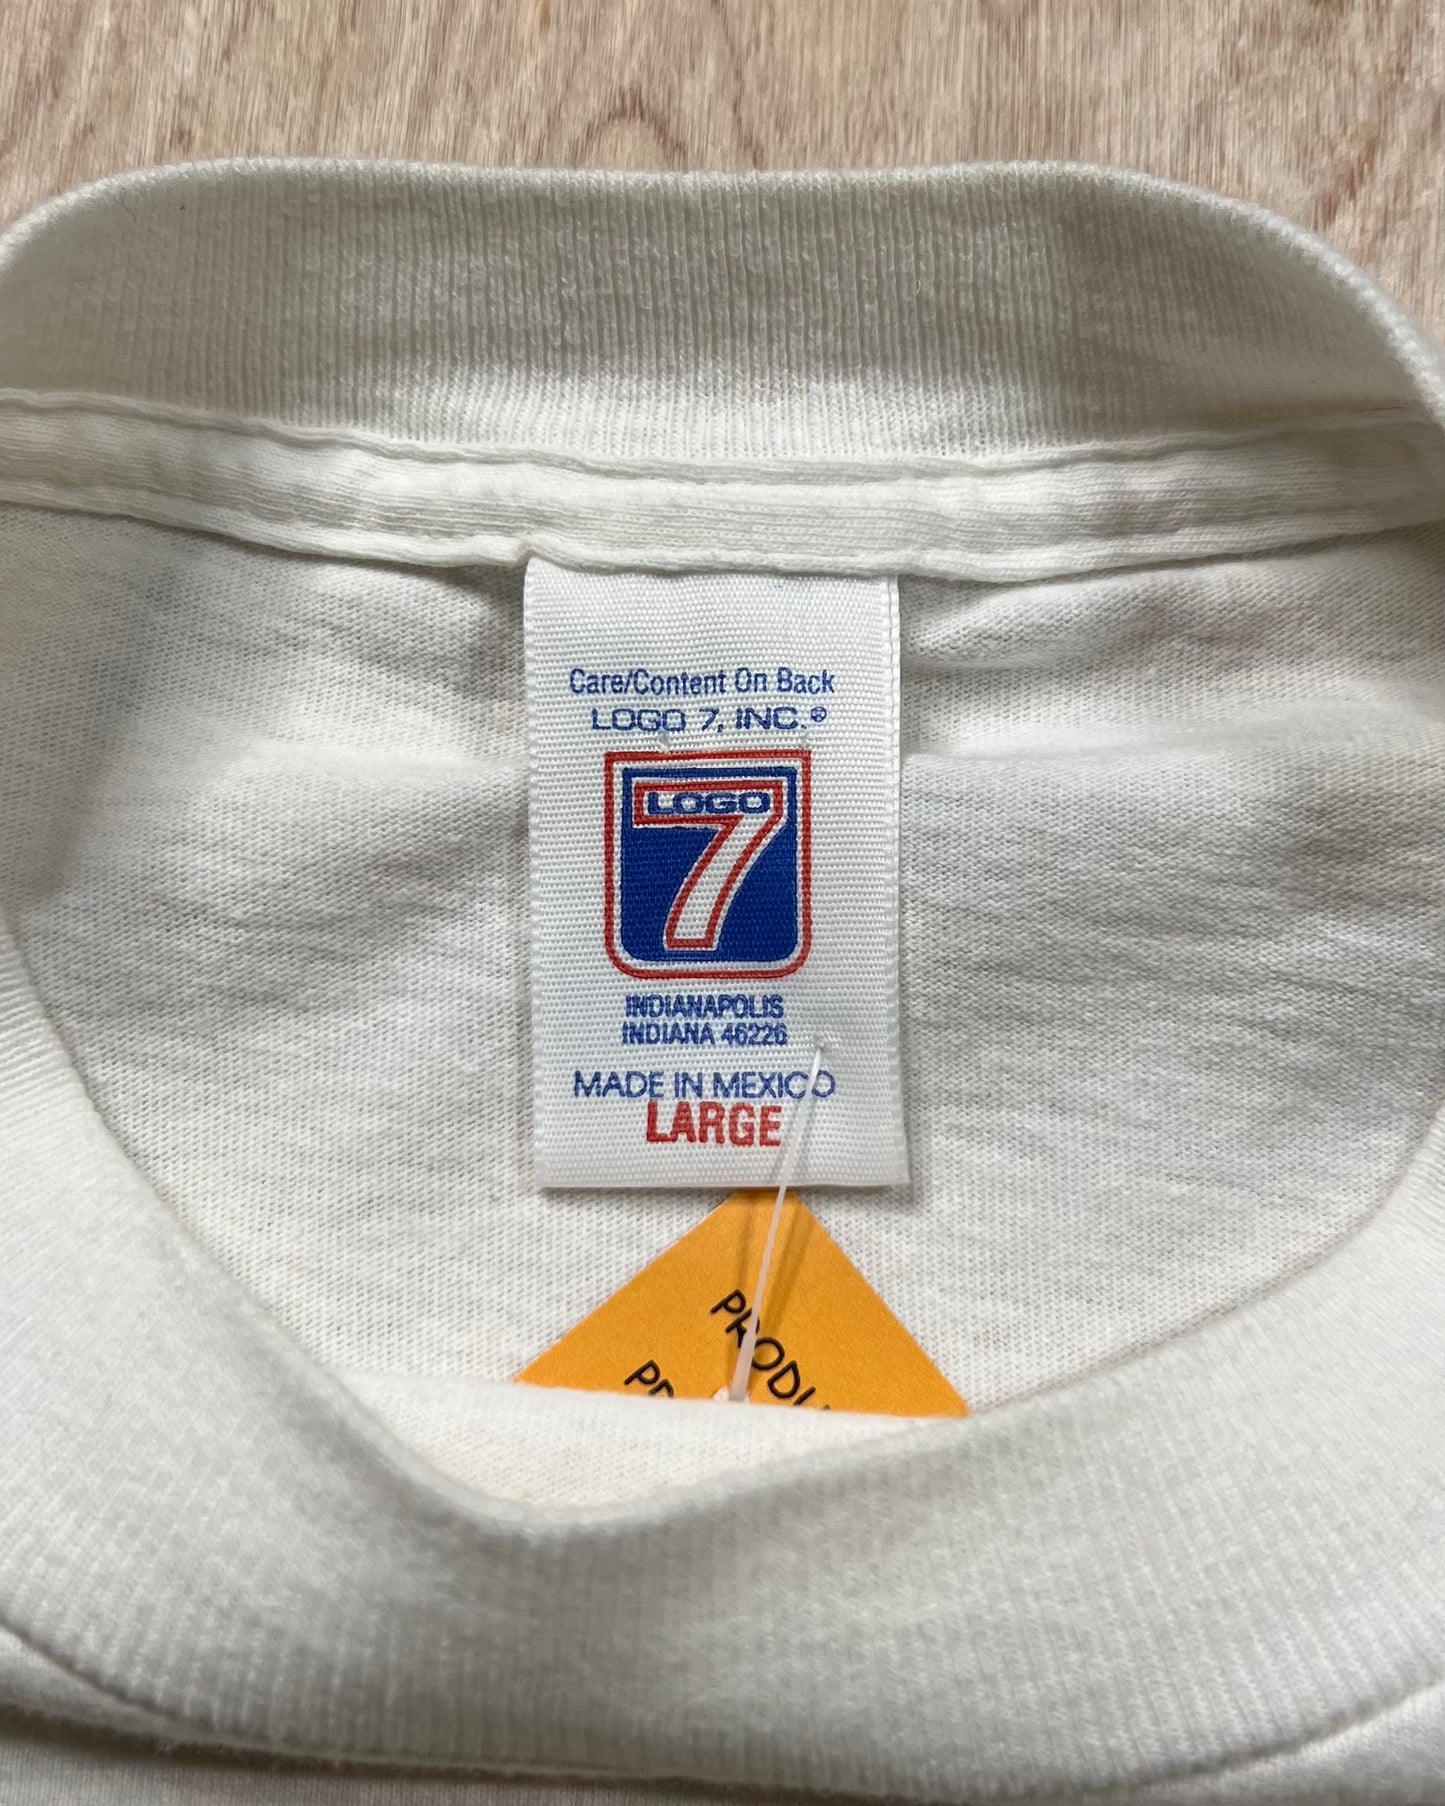 Care/Content On Back
LOGO 7, INC.®
LOGO
7
INDIANAPOLIS
INDIANA 46226
MADE IN MEXICO
LARGE